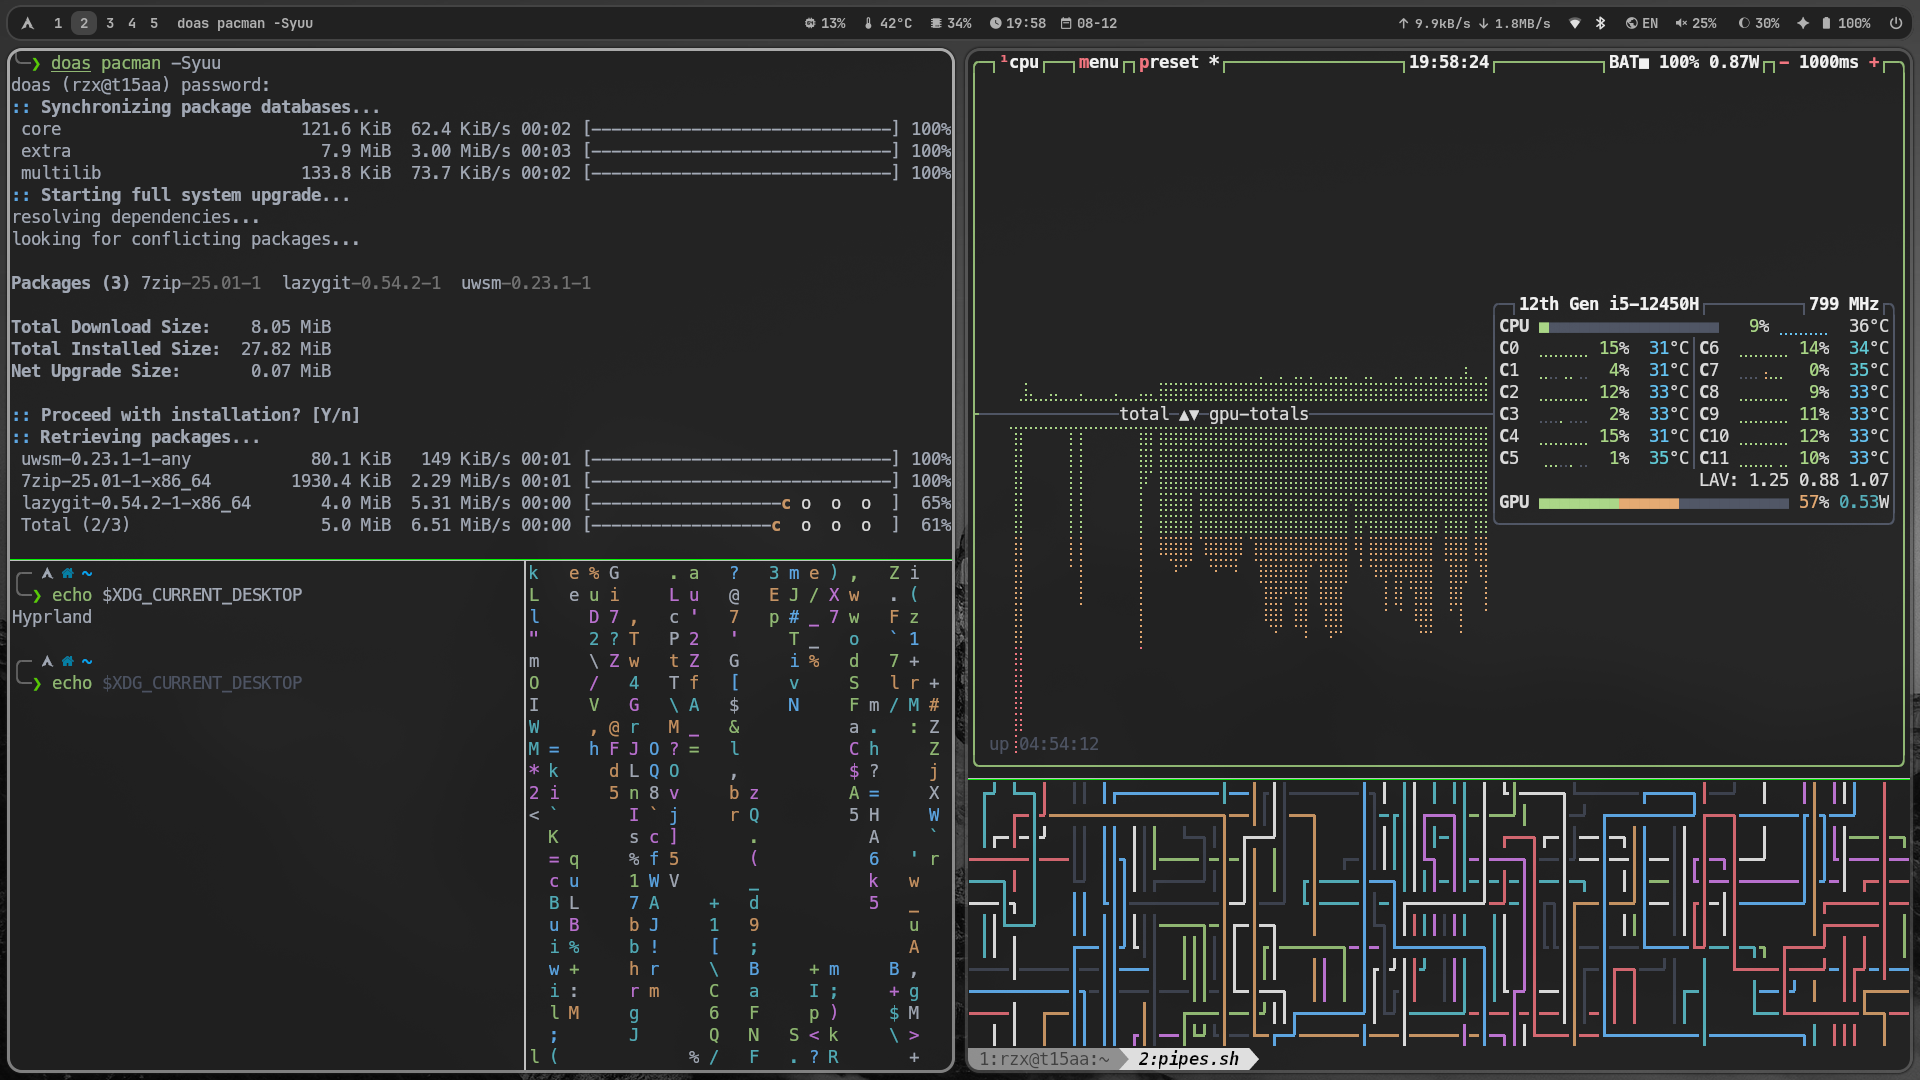 1 2 3 4 5 doas pacman -Syuu 13% 42°C 34% 19:58 08-12 ↑ 9.9kB/s ↓ 1.8MB/s EN 25% 30% 100%
❯ doas pacman -Syuu
doas (rzx@t15aa) password:
:: Synchronizing package databases...
core 121.6 KiB 62.4 KiB/s 00:02 [------------------------------] 100%
extra 7.9 MiB 3.00 MiB/s 00:03 [------------------------------] 100%
multilib 133.8 KiB 73.7 KiB/s 00:02 [------------------------------] 100%
:: Starting full system upgrade...
resolving dependencies...
looking for conflicting packages...
Packages (3) 7zip-25.01-1 lazygit-0.54.2-1 uwsm-0.23.1-1
Total Download Size: 8.05 MiB
Total Installed Size: 27.82 MiB
Net Upgrade Size: 0.07 MiB
:: Proceed with installation? [Y/n]
:: Retrieving packages...
uwsm-0.23.1-1-any 80.1 KiB 149 KiB/s 00:01 [------------------------------] 100%
7zip-25.01-1-x86_64 1930.4 KiB 2.29 MiB/s 00:01 [------------------------------] 100%
lazygit-0.54.2-1-x86_64 4.0 MiB 5.31 MiB/s 00:00 [-------------------c o o o ] 65%
Total (2/3) 5.0 MiB 6.51 MiB/s 00:00 [------------------c o o o ] 61%
~
❯ echo $XDG_CURRENT_DESKTOP
Hyprland
~
❯ echo $XDG_CURRENT_DESKTOP
¹cpu menu preset * 19:58:24 BAT■ 100% 0.87W - 1000ms +
total ▲▼ gpu-totals
12th Gen i5-12450H 799 MHz
CPU 9% 36°C
C0 15% 31°C C6 14% 34°C
C1 4% 31°C C7 0% 35°C
C2 12% 33°C C8 9% 33°C
C3 2% 33°C C9 11% 33°C
C4 15% 31°C C10 12% 33°C
C5 1% 35°C C11 10% 33°C
LAV: 1.25 0.88 1.07
GPU 57% 0.53W
up 04:54:12
1:rzx@t15aa:~ 2:pipes.sh